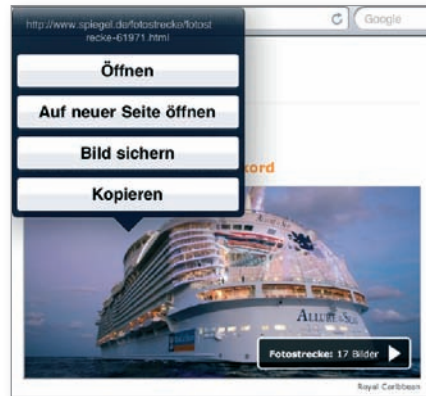 http://www.spiegel.de/fotostrecke/fotost
recke-61971.html
Google
Öffnen
Auf neuer Seite öffnen
Bild sichern
Kopieren
kord
ALLURE OF THE SEAS
Fotostrecke: 17 Bilder
Royal Caribbean